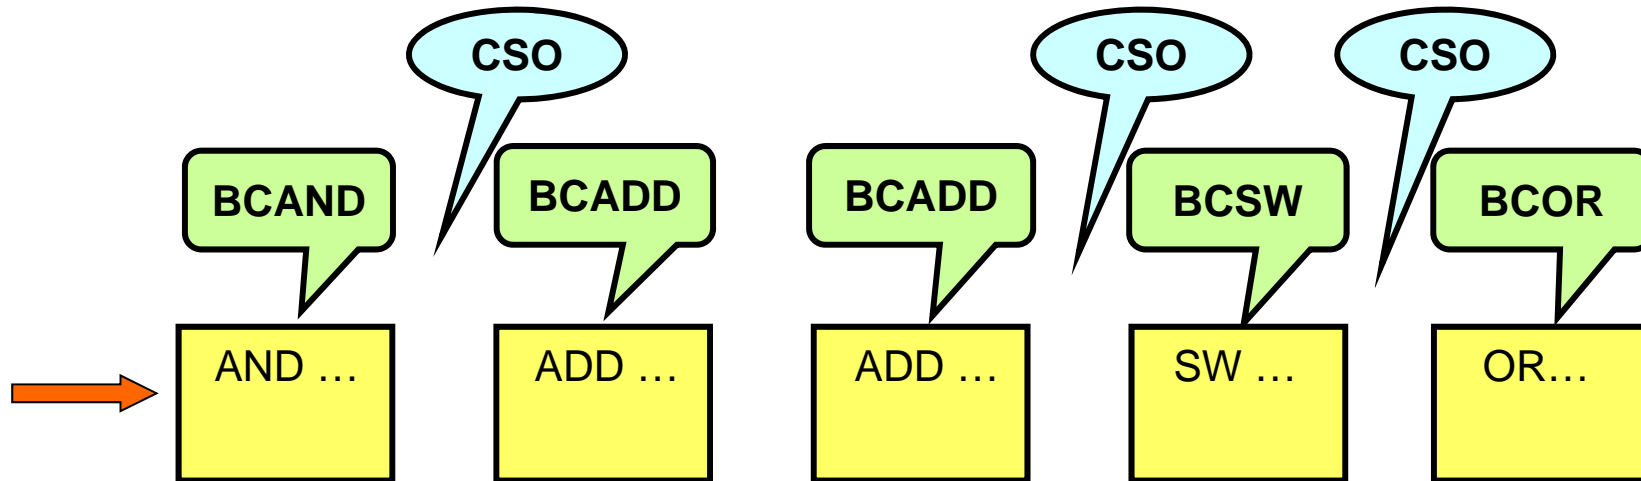 CSO
CSO
CSO
BCAND
BCADD
BCADD
BCSW
BCOR
AND …
ADD …
ADD …
SW …
OR…